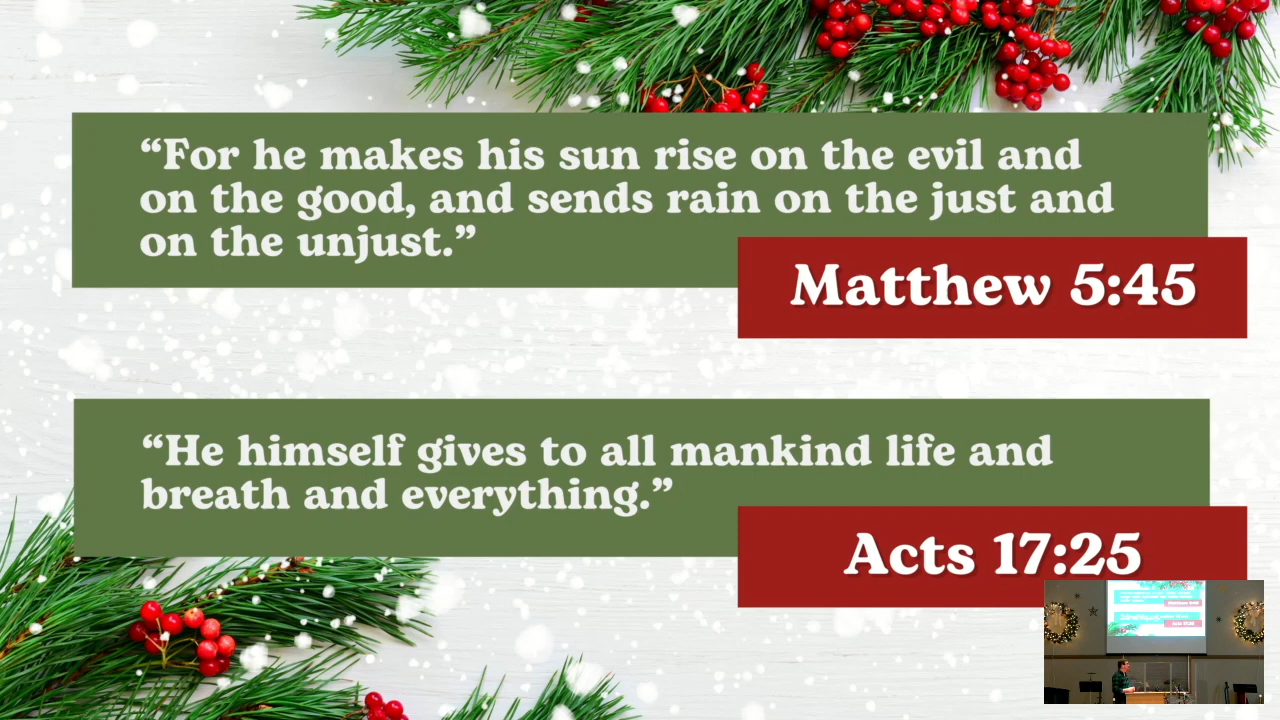 “For he makes his sun rise on the evil and
on the good, and sends rain on the just and
on the unjust.”
Matthew 5:45
“He himself gives to all mankind life and
breath and everything.”
Acts 17:25